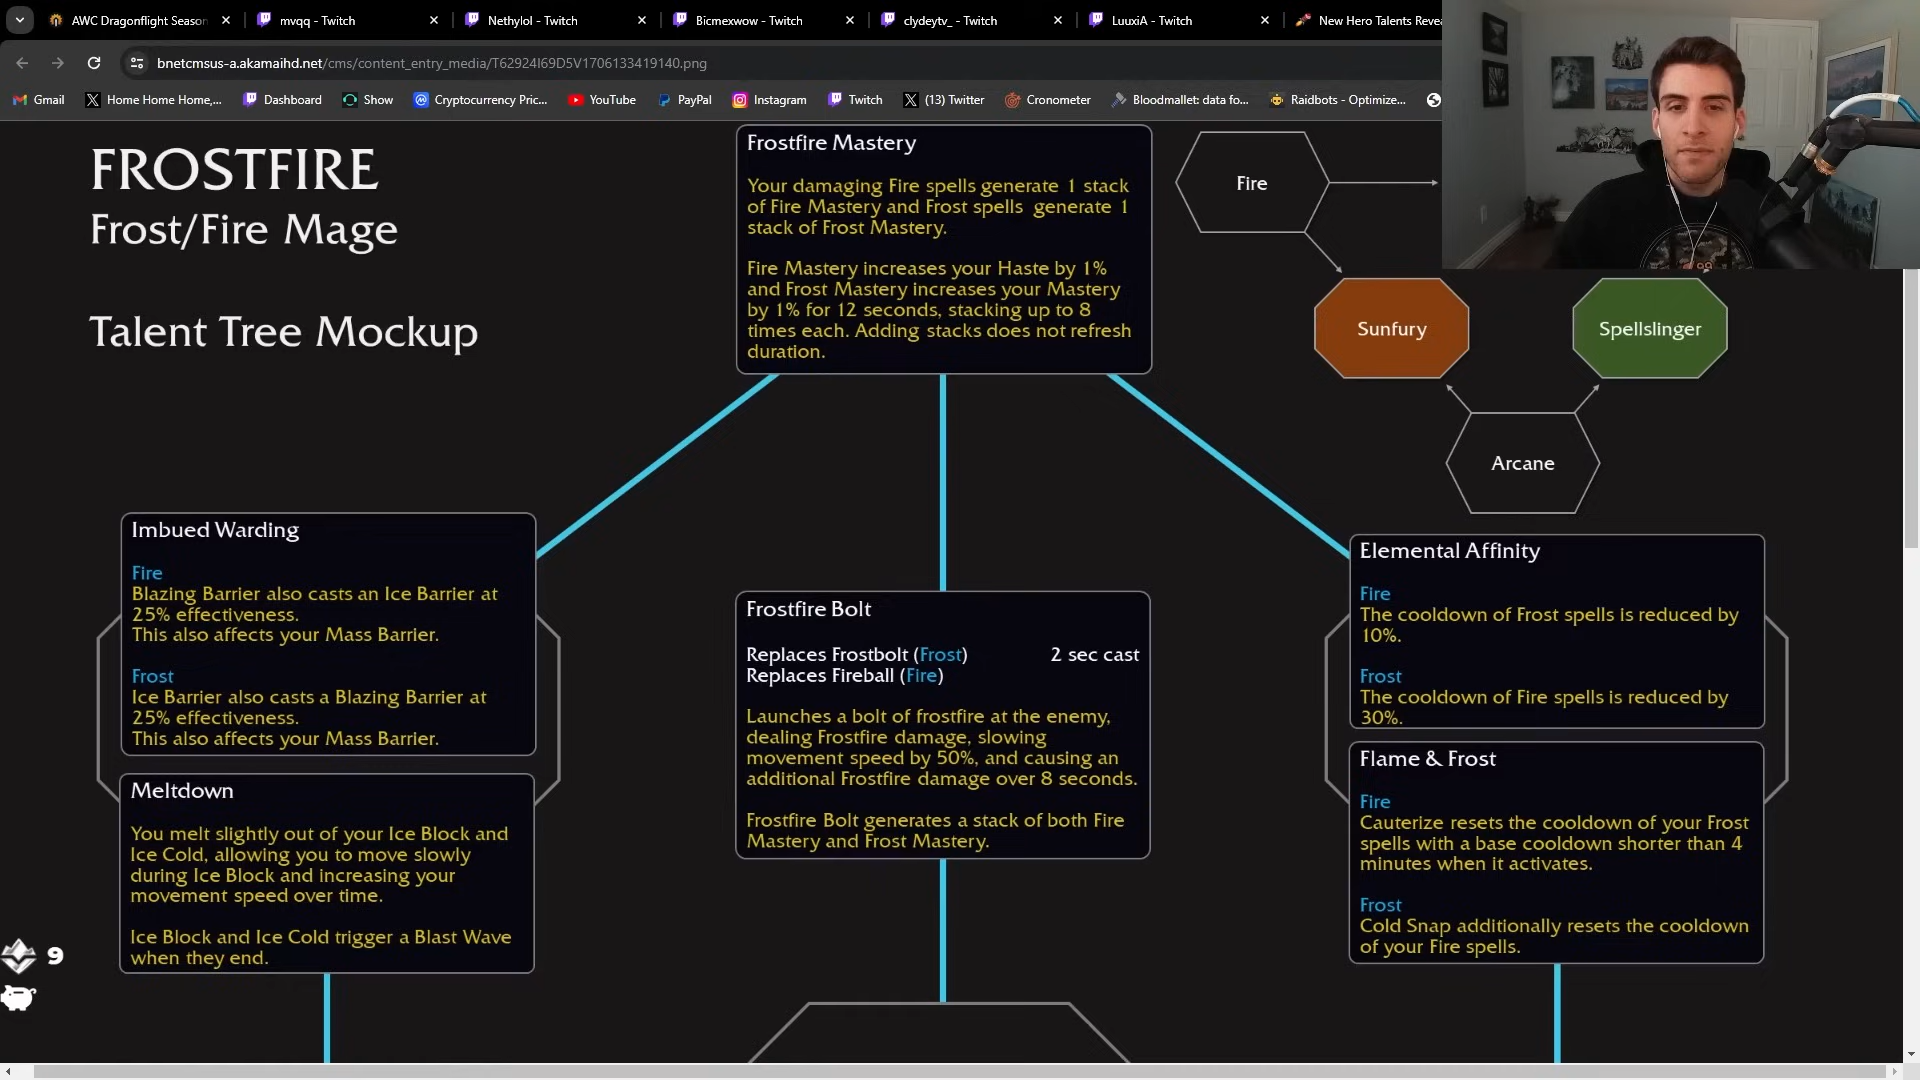 AWC Dragonflight Season
mvqq - Twitch
Nethylol - Twitch
Bicmexwow - Twitch
clydeytv_ - Twitch
LuuxiA - Twitch
New Hero Talents Revea
bnetcmsus-a.akamaihd.net/cms/content_entry_media/T62924I69D5V1706133419140.png
Gmail
Home Home Home,...
Dashboard
Show
Cryptocurrency Pric...
YouTube
PayPal
Instagram
Twitch
(13) Twitter
Cronometer
Bloodmallet: data fo...
Raidbots - Optimize...
FROSTFIRE
Frost/Fire Mage
Talent Tree Mockup
Frostfire Mastery
Your damaging Fire spells generate 1 stack
of Fire Mastery and Frost spells generate 1
stack of Frost Mastery.
Fire Mastery increases your Haste by 1%
and Frost Mastery increases your Mastery
by 1% for 12 seconds, stacking up to 8
times each. Adding stacks does not refresh
duration.
Fire
Sunfury
Spellslinger
Arcane
Imbued Warding
Fire
Blazing Barrier also casts an Ice Barrier at
25% effectiveness.
This also affects your Mass Barrier.
Frost
Ice Barrier also casts a Blazing Barrier at
25% effectiveness.
This also affects your Mass Barrier.
Meltdown
You melt slightly out of your Ice Block and
Ice Cold, allowing you to move slowly
during Ice Block and increasing your
movement speed over time.
Ice Block and Ice Cold trigger a Blast Wave
when they end.
Frostfire Bolt
Replaces Frostbolt (Frost) 2 sec cast
Replaces Fireball (Fire)
Launches a bolt of frostfire at the enemy,
dealing Frostfire damage, slowing
movement speed by 50%, and causing an
additional Frostfire damage over 8 seconds.
Frostfire Bolt generates a stack of both Fire
Mastery and Frost Mastery.
Elemental Affinity
Fire
The cooldown of Frost spells is reduced by
10%.
Frost
The cooldown of Fire spells is reduced by
30%.
Flame & Frost
Fire
Cauterize resets the cooldown of your Frost
spells with a base cooldown shorter than 4
minutes when it activates.
Frost
Cold Snap additionally resets the cooldown
of your Fire spells.
9